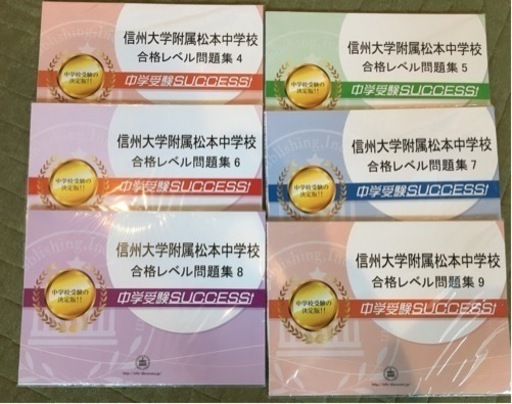 信州大学附属松本中学校
合格レベル問題集 4
中学校受験の
決定版!!
中学受験SUCCESS!
信州大学附属松本中学校
合格レベル問題集 5
中学校受験の
決定版!!
中学受験SUCCESS!
信州大学附属松本中学校
合格レベル問題集 6
中学校受験の
決定版!!
中学受験SUCCESS!
信州大学附属松本中学校
合格レベル問題集 7
中学校受験の
決定版!!
中学受験SUCCESS!
信州大学附属松本中学校
合格レベル問題集 8
中学校受験の
決定版!!
中学受験SUCCESS!
信州大学附属松本中学校
合格レベル問題集 9
中学校受験の
決定版!!
中学受験SUCCESS!